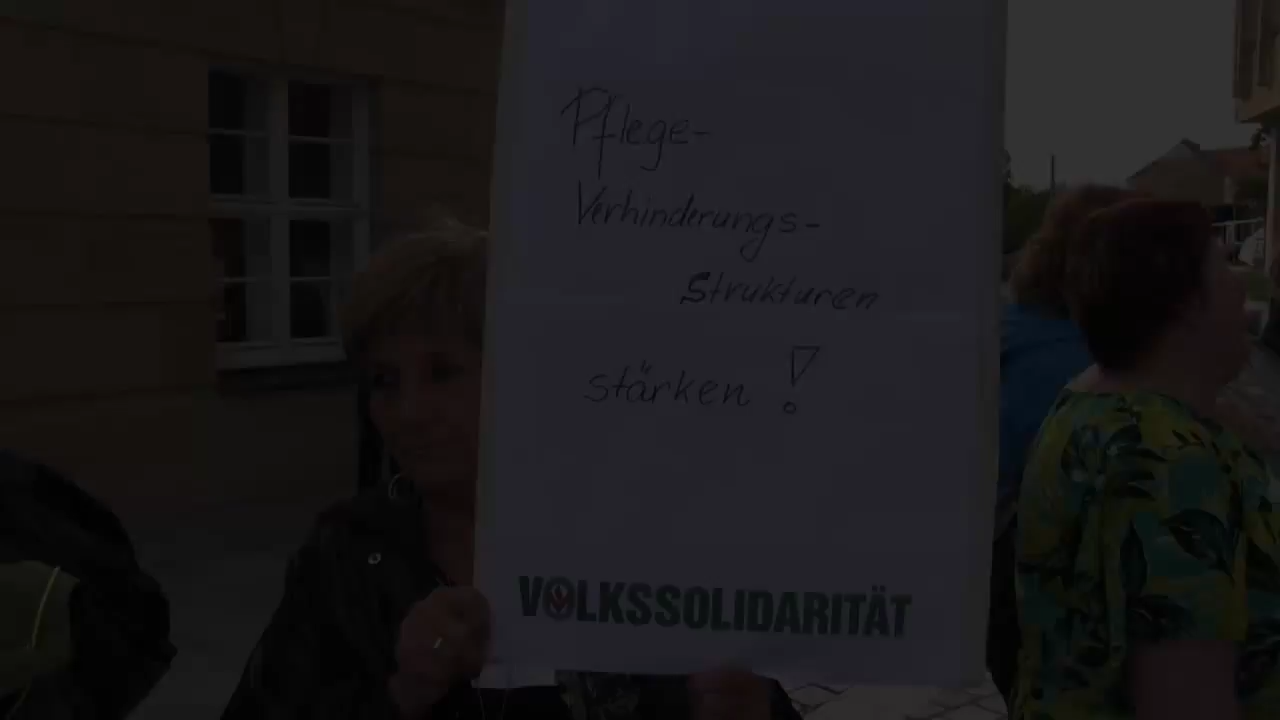 Pflege-
Verhinderungs-
Strukturen
stärken !
VOLKSSOLIDARITÄT